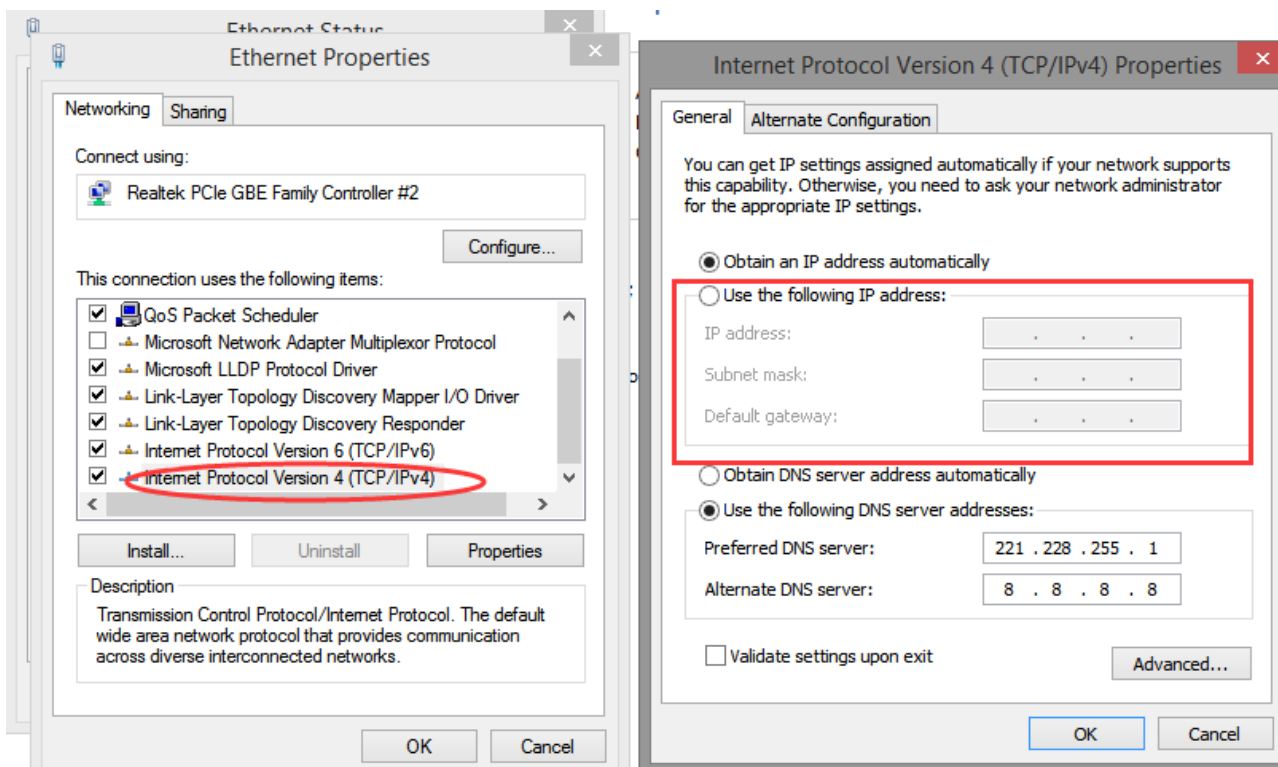 Ethernet Status
Ethernet Properties
Networking
Sharing
Connect using:
Realtek PCIe GBE Family Controller #2
Configure...
This connection uses the following items:
QoS Packet Scheduler
Microsoft Network Adapter Multiplexor Protocol
Microsoft LLDP Protocol Driver
Link-Layer Topology Discovery Mapper I/O Driver
Link-Layer Topology Discovery Responder
Internet Protocol Version 6 (TCP/IPv6)
Internet Protocol Version 4 (TCP/IPv4)
Install...
Uninstall
Properties
Description
Transmission Control Protocol/Internet Protocol. The default
wide area network protocol that provides communication
across diverse interconnected networks.
OK
Cancel
Internet Protocol Version 4 (TCP/IPv4) Properties
General
Alternate Configuration
You can get IP settings assigned automatically if your network supports
this capability. Otherwise, you need to ask your network administrator
for the appropriate IP settings.
Obtain an IP address automatically
Use the following IP address:
IP address:
. . .
Subnet mask:
. . .
Default gateway:
. . .
Obtain DNS server address automatically
Use the following DNS server addresses:
Preferred DNS server:
221 . 228 . 255 . 1
Alternate DNS server:
8 . 8 . 8 . 8
Validate settings upon exit
Advanced...
OK
Cancel